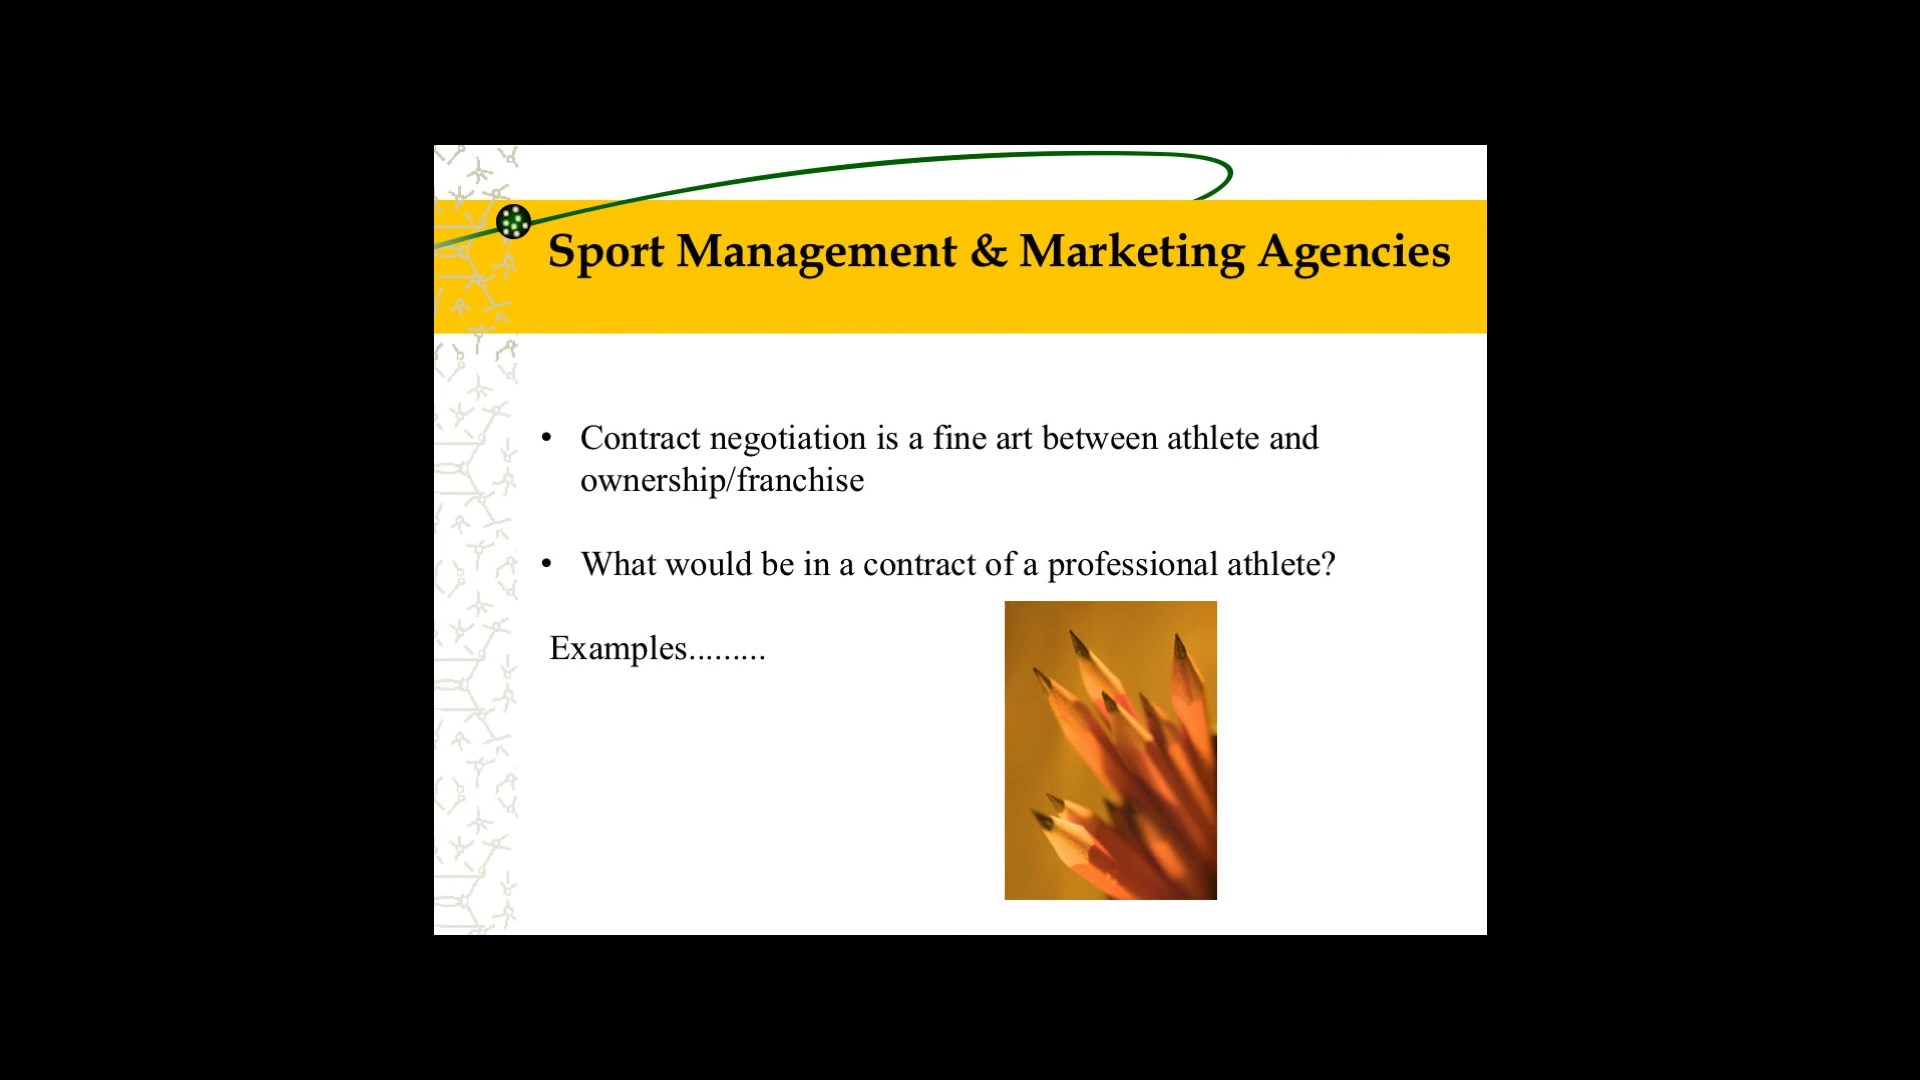 Sport Management & Marketing Agencies
• Contract negotiation is a fine art between athlete and
ownership/franchise
• What would be in a contract of a professional athlete?
Examples.........